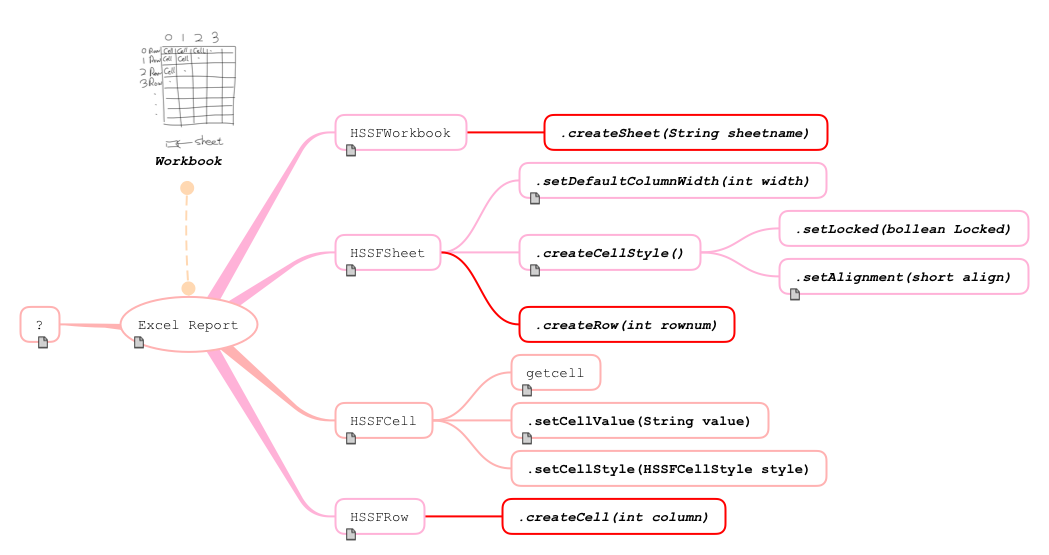 0 1 2 3
0 Row Cell Cell Cell
1 Row Cell Cell
2 Row Cell
3 Row
sheet
Workbook
HSSFWorkbook
.createSheet(String sheetname)
.setDefaultColumnWidth(int width)
HSSFSheet
.createCellStyle()
.setLocked(bollean Locked)
.setAlignment(short align)
.createRow(int rownum)
?
Excel Report
getcell
HSSFCell
.setCellValue(String value)
.setCellStyle(HSSFCellStyle style)
HSSFRow
.createCell(int column)